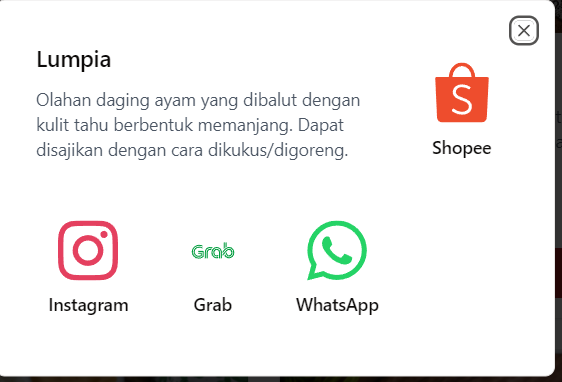 Lumpia
Olahan daging ayam yang dibalut dengan
kulit tahu berbentuk memanjang. Dapat
disajikan dengan cara dikukus/digoreng.
S
Shopee
Grab
Instagram
Grab
WhatsApp